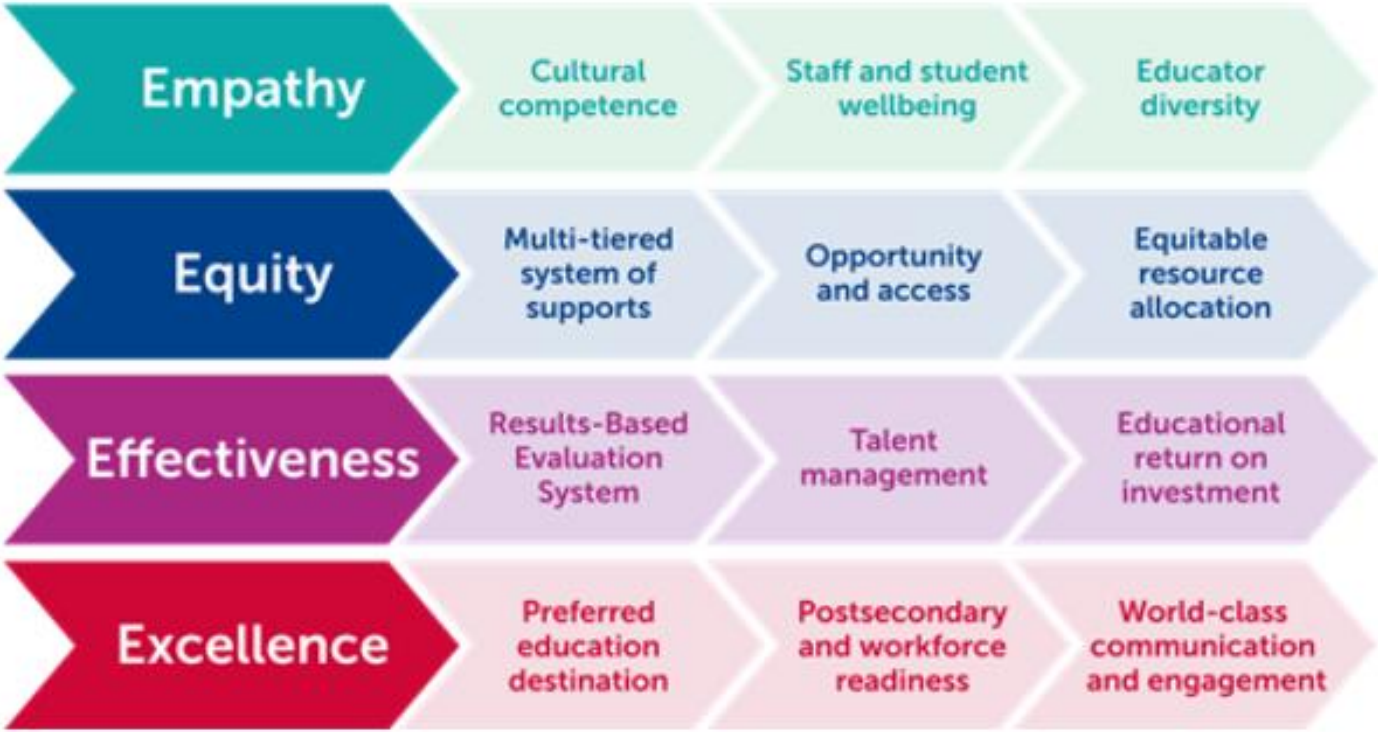 Empathy
Cultural
competence
Staff and student
wellbeing
Educator
diversity
Equity
Multi-tiered
system of
supports
Opportunity
and access
Equitable
resource
allocation
Effectiveness
Results-Based
Evaluation
System
Talent
management
Educational
return on
investment
Excellence
Preferred
education
destination
Postsecondary
and workforce
readiness
World-class
communication
and engagement